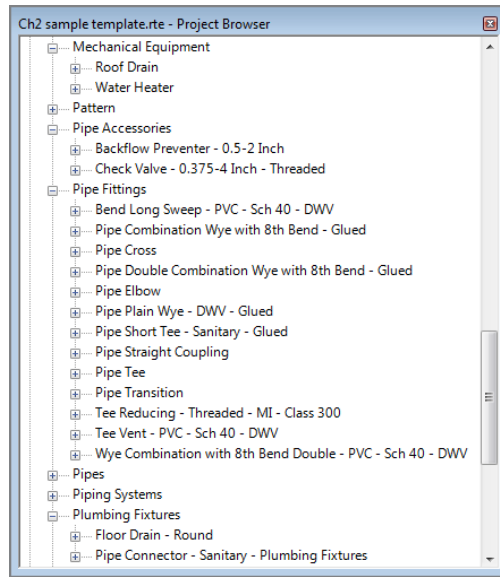 Ch2 sample template.rte - Project Browser
Mechanical Equipment
Roof Drain
Water Heater
Pattern
Pipe Accessories
Backflow Preventer - 0.5-2 Inch
Check Valve - 0.375-4 Inch - Threaded
Pipe Fittings
Bend Long Sweep - PVC - Sch 40 - DWV
Pipe Combination Wye with 8th Bend - Glued
Pipe Cross
Pipe Double Combination Wye with 8th Bend - Glued
Pipe Elbow
Pipe Plain Wye - DWV - Glued
Pipe Short Tee - Sanitary - Glued
Pipe Straight Coupling
Pipe Tee
Pipe Transition
Tee Reducing - Threaded - MI - Class 300
Tee Vent - PVC - Sch 40 - DWV
Wye Combination with 8th Bend Double - PVC - Sch 40 - DWV
Pipes
Piping Systems
Plumbing Fixtures
Floor Drain - Round
Pipe Connector - Sanitary - Plumbing Fixtures